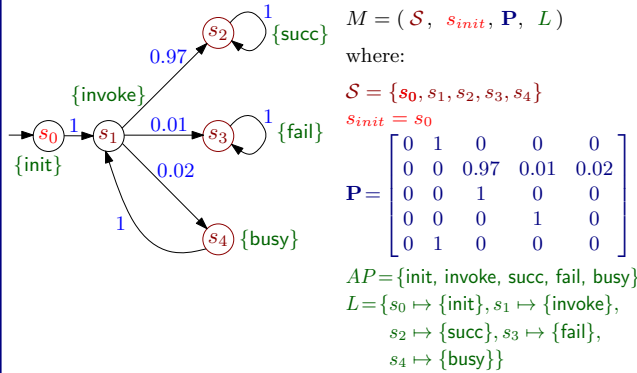 1
s₂ {succ}
0.97
{invoke}
s₀ 1 s₁ 0.01 s₃ 1 {fail}
{init}
0.02
1
s₄ {busy}
M = ( 𝒮, s_init, P, L )
where:
𝒮 = {s₀, s₁, s₂, s₃, s₄}
s_init = s₀
P = [ 0 1 0 0 0
0 0 0.97 0.01 0.02
0 0 1 0 0
0 0 0 1 0
0 1 0 0 0 ]
AP = {init, invoke, succ, fail, busy}
L = {s₀ ↦ {init}, s₁ ↦ {invoke},
s₂ ↦ {succ}, s₃ ↦ {fail},
s₄ ↦ {busy}}